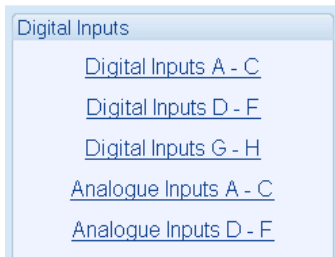 Digital Inputs
Digital Inputs A - C
Digital Inputs D - F
Digital Inputs G - H
Analogue Inputs A - C
Analogue Inputs D - F